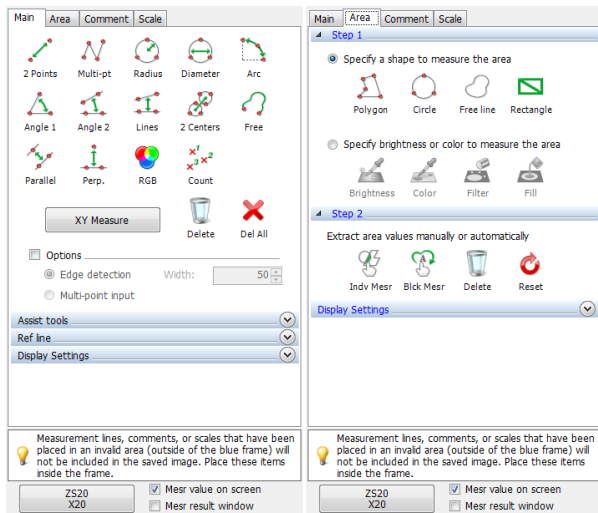 Main Area Comment Scale
2 Points Multi-pt Radius Diameter Arc
Angle 1 Angle 2 Lines 2 Centers Free
x¹ x² x³
Parallel Perp. RGB Count
XY Measure
Delete Del All
Options
Edge detection Width: 50
Multi-point input
Assist tools
Ref line
Display Settings
Measurement lines, comments, or scales that have been
placed in an invalid area (outside of the blue frame) will
not be included in the saved image. Place these items
inside the frame.
ZS20
X20
Mesr value on screen
Mesr result window
Main Area Comment Scale
Step 1
Specify a shape to measure the area
Polygon Circle Free line Rectangle
Specify brightness or color to measure the area
Brightness Color Filter Fill
Step 2
Extract area values manually or automatically
Indv Mesr Blck Mesr Delete Reset
Display Settings
Measurement lines, comments, or scales that have been
placed in an invalid area (outside of the blue frame) will
not be included in the saved image. Place these items
inside the frame.
ZS20
X20
Mesr value on screen
Mesr result window